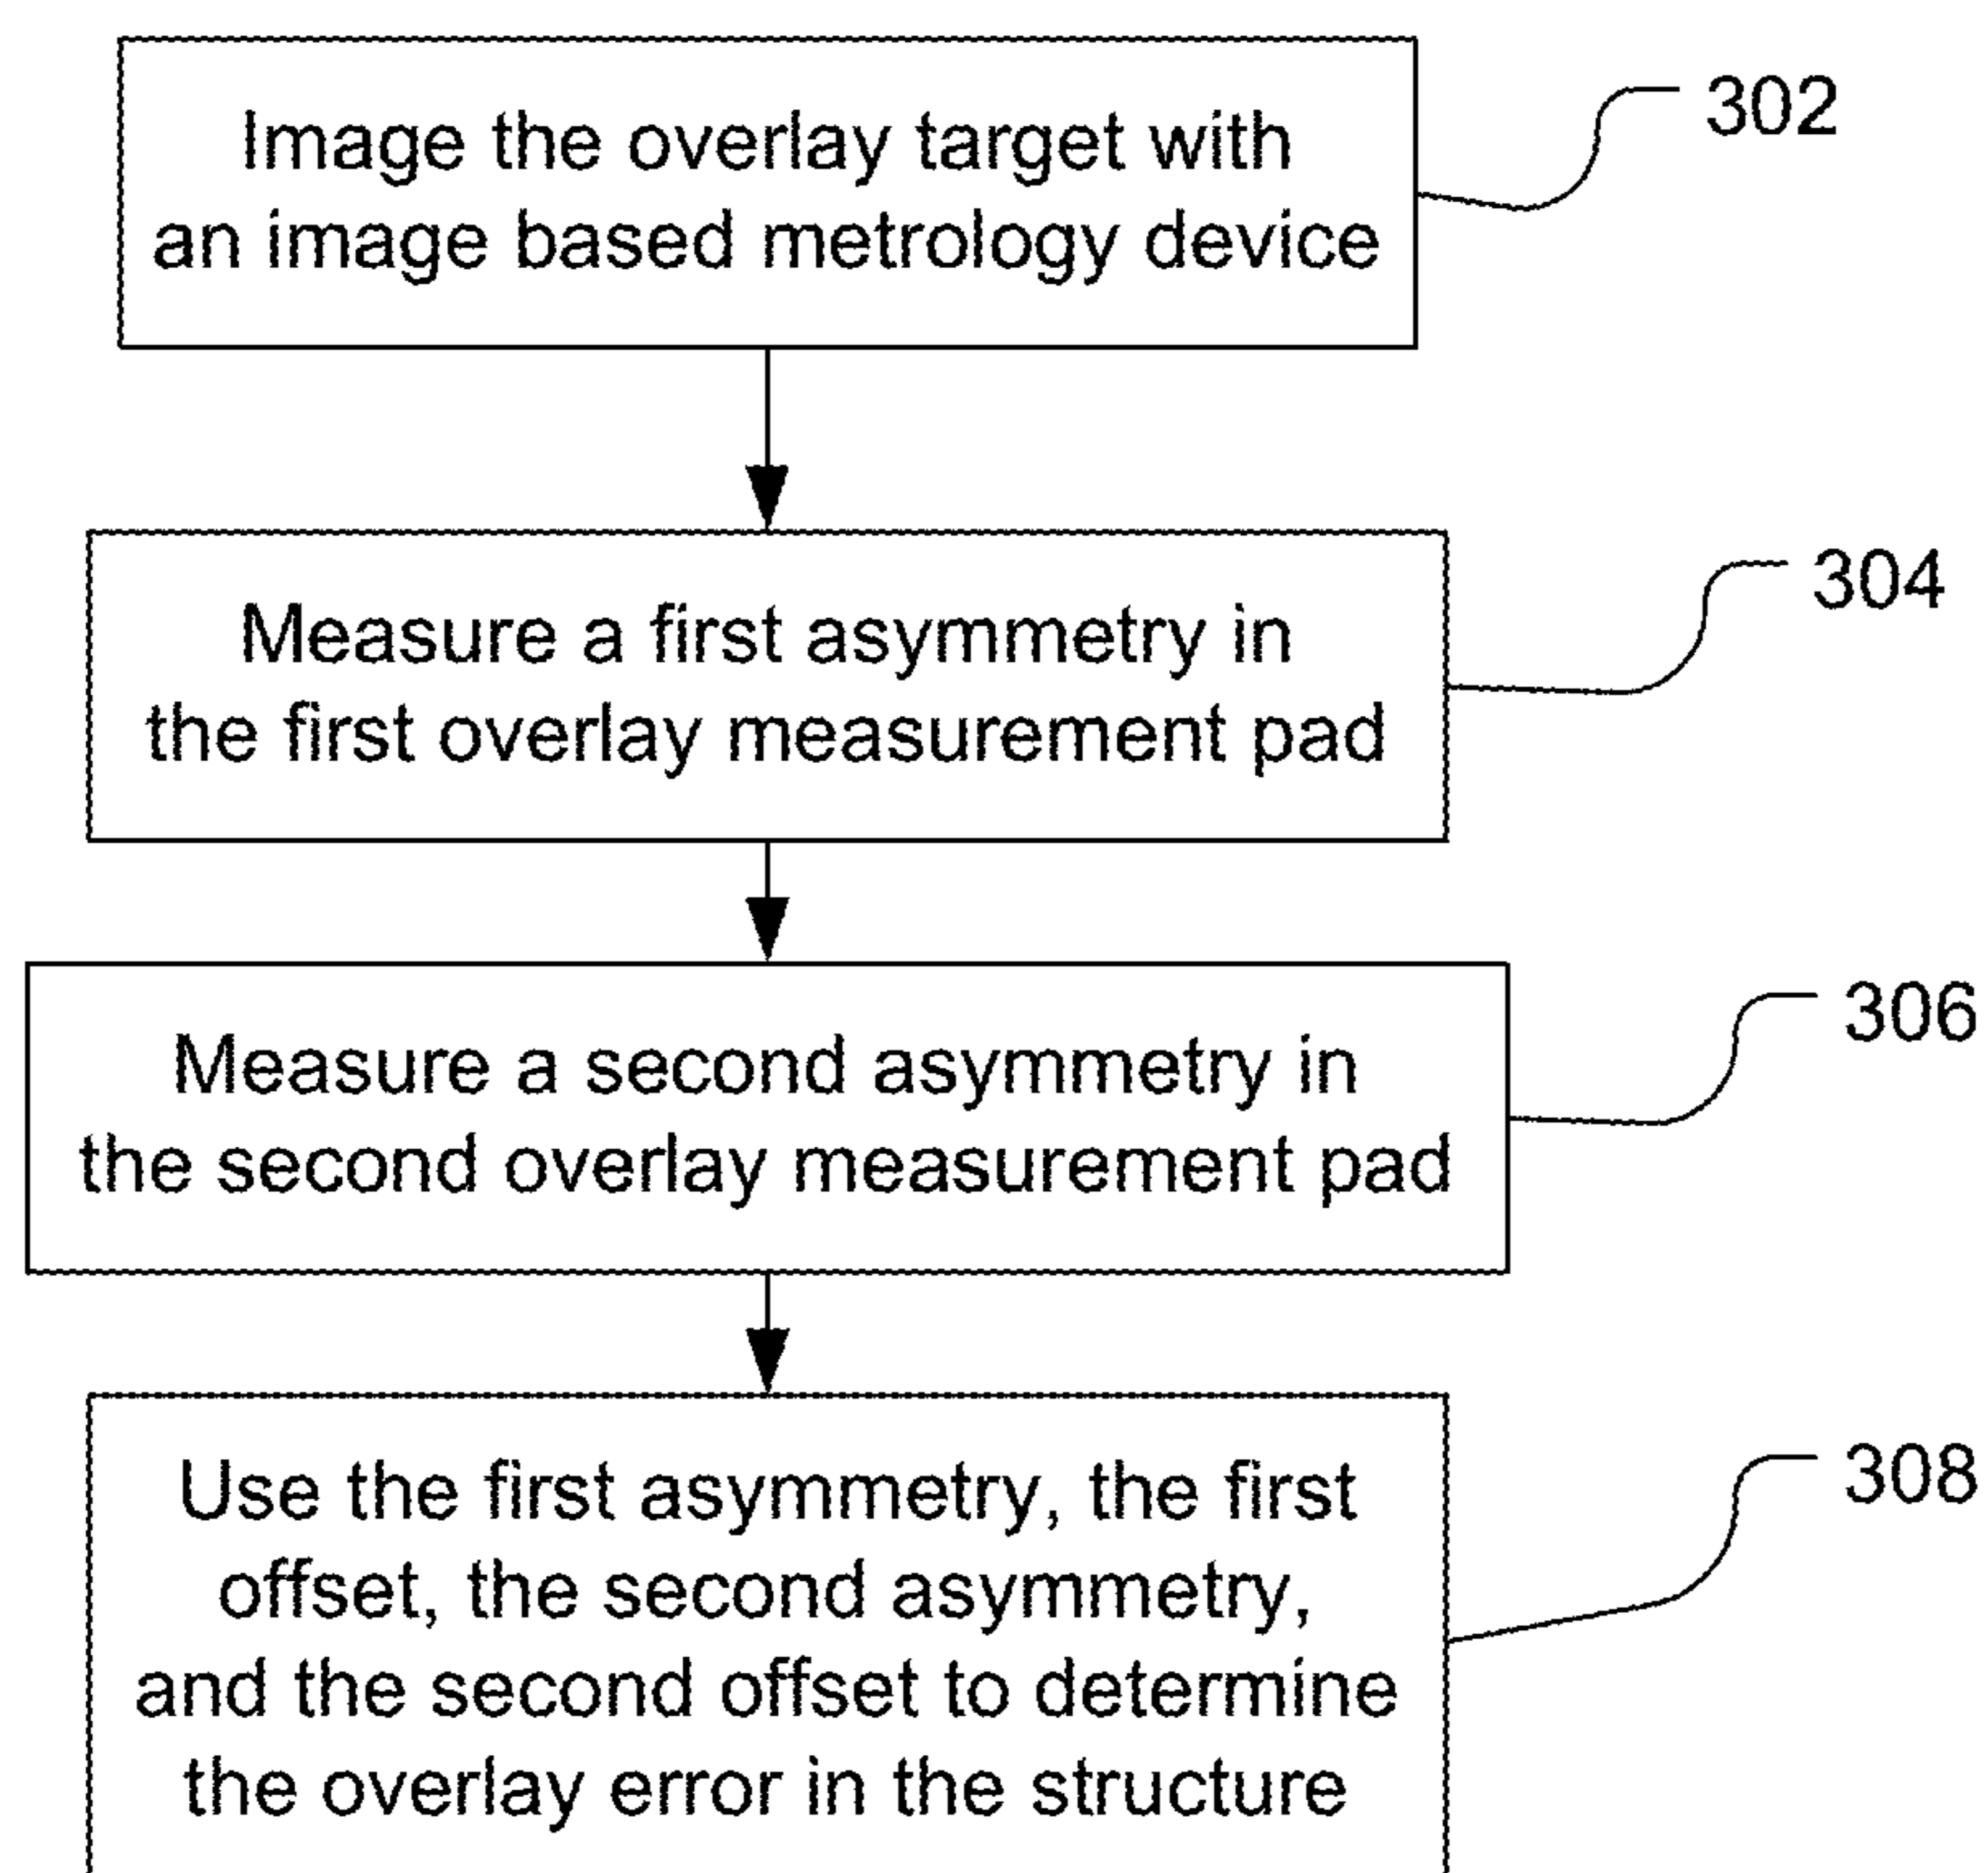 Image the overlay target with
an image based metrology device
302
Measure a first asymmetry in
the first overlay measurement pad
304
Measure a second asymmetry in
the second overlay measurement pad
306
Use the first asymmetry, the first
offset, the second asymmetry,
and the second offset to determine
the overlay error in the structure
308